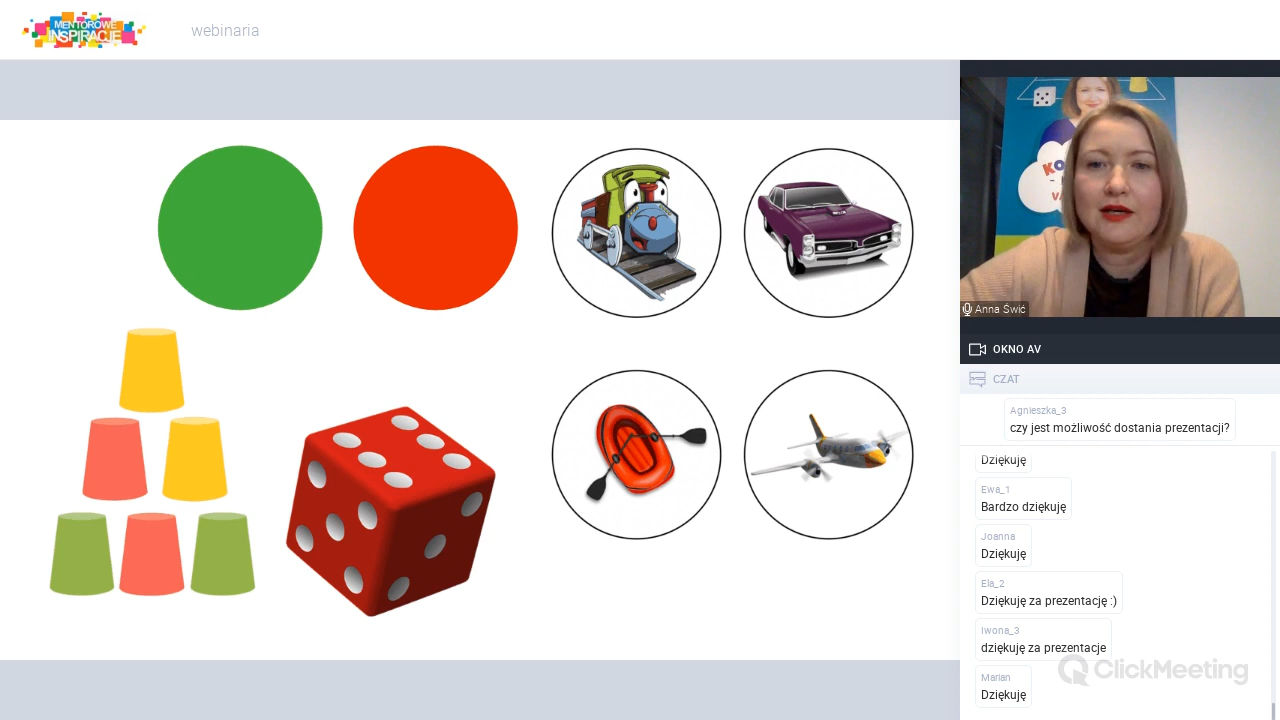 MENTOROWE
INSPIRACJE
webinaria
Anna Świć
OKNO AV
CZAT
Agnieszka_3
czy jest możliwość dostania prezentacji?
Dziękuję
Ewa_1
Bardzo dziękuję
Joanna
Dziękuję
Ela_2
Dziękuję za prezentację :)
Iwona_3
dziękuję za prezentacje
ClickMeeting
Marian
Dziękuję